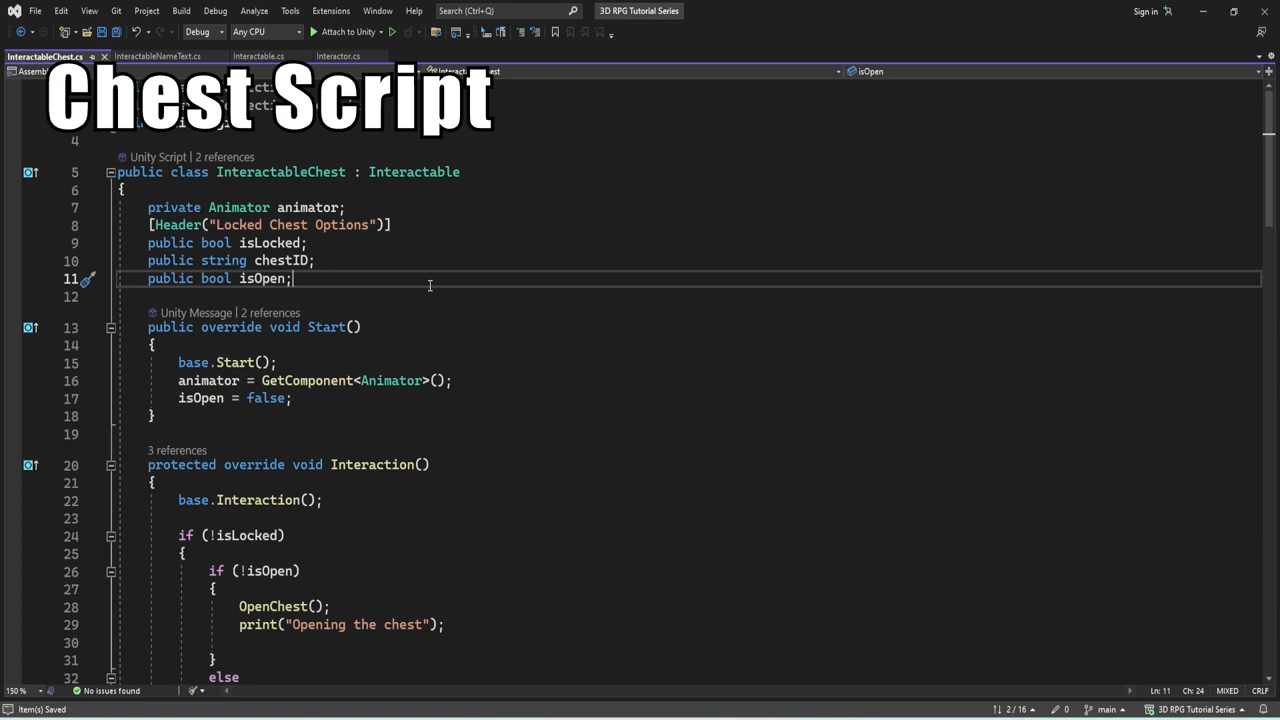 File Edit View Git Project Build Debug Analyze Tools Extensions Window Help Search (Ctrl+Q) 3D RPG Tutorial Series Sign in
Debug Any CPU Attach to Unity
InteractableChest.cs InteractableNameText.cs Interactable.cs Interactor.cs
isOpen
Chest Script
4
Unity Script | 2 references
5 public class InteractableChest : Interactable
6 {
7 private Animator animator;
8 [Header("Locked Chest Options")]
9 public bool isLocked;
10 public string chestID;
11 public bool isOpen;
12
Unity Message | 2 references
13 public override void Start()
14 {
15 base.Start();
16 animator = GetComponent<Animator>();
17 isOpen = false;
18 }
19
3 references
20 protected override void Interaction()
21 {
22 base.Interaction();
23
24 if (!isLocked)
25 {
26 if (!isOpen)
27 {
28 OpenChest();
29 print("Opening the chest");
30
31 }
32 else
150 % No issues found Ln: 11 Ch: 24 MIXED CRLF
Item(s) Saved 2 / 16 0 main 3D RPG Tutorial Series